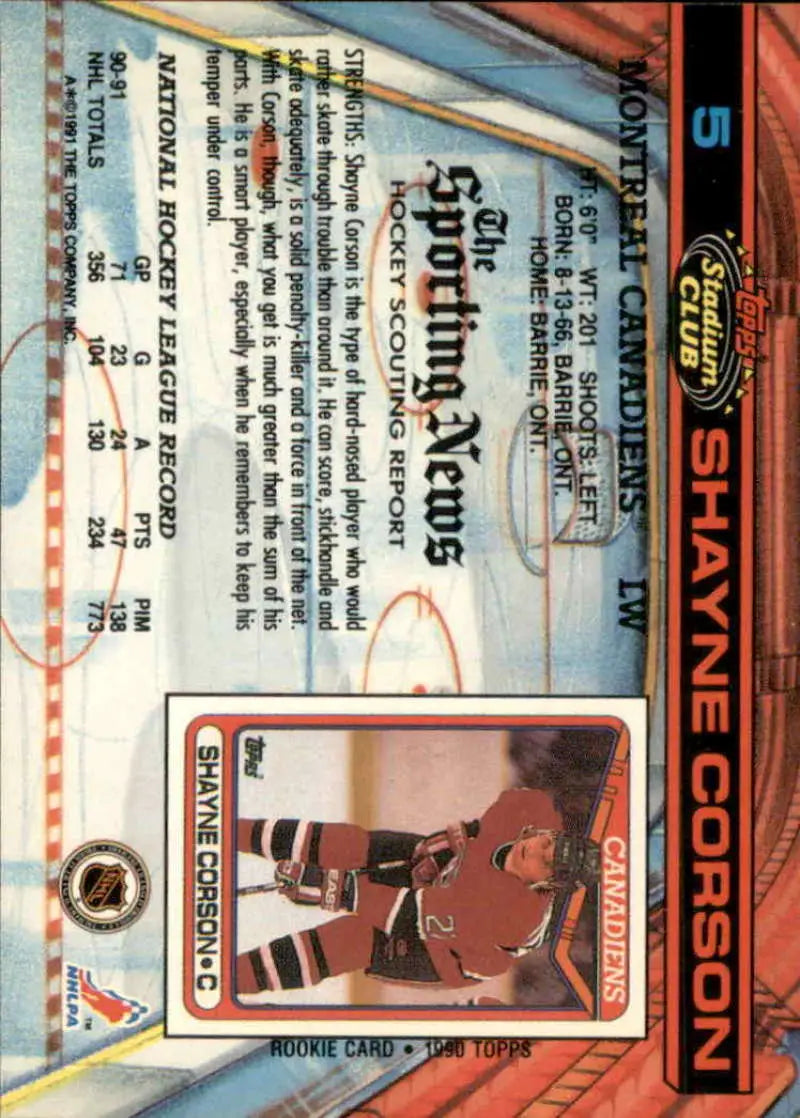 5
Topps
Stadium
CLUB
SHAYNE CORSON
MONTREAL CANADIENS™ LW
HT: 6'0" WT: 201 SHOOTS: LEFT
BORN: 8-13-66, BARRIE, ONT.
HOME: BARRIE, ONT.
The
Sporting News
HOCKEY SCOUTING REPORT
STRENGTHS: Shayne Corson is the type of hard-nosed player who would
rather skate through trouble than around it. He can score, stickhandle and
skate adequately, is a solid penalty-killer and a force in front of the net.
With Corson, though, what you get is much greater than the sum of his
parts. He is a smart player, especially when he remembers to keep his
temper under control.
NATIONAL HOCKEY LEAGUE RECORD
GP G A PTS PIM
90-91 71 23 24 47 138
NHL TOTALS 356 104 130 234 773
A ✻©1991 THE TOPPS COMPANY, INC.
CANADIENS
2
EAS
Topps
SHAYNE CORSON • C
ROOKIE CARD • 1990 TOPPS
NHL
NHLPA™